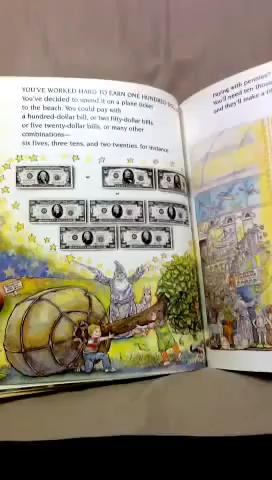 YOU'VE WORKED HARD TO EARN ONE HUNDRED
You've decided to spend it on a plane ticket
to the beach. You could pay with
a hundred-dollar bill, or two fifty-dollar bills,
or five twenty-dollar bills, or many other
combinations—
six fives, three tens, and two twenties, for instance.
or
or
Paying with pennies?
You'll need ten thous
and they'll make a